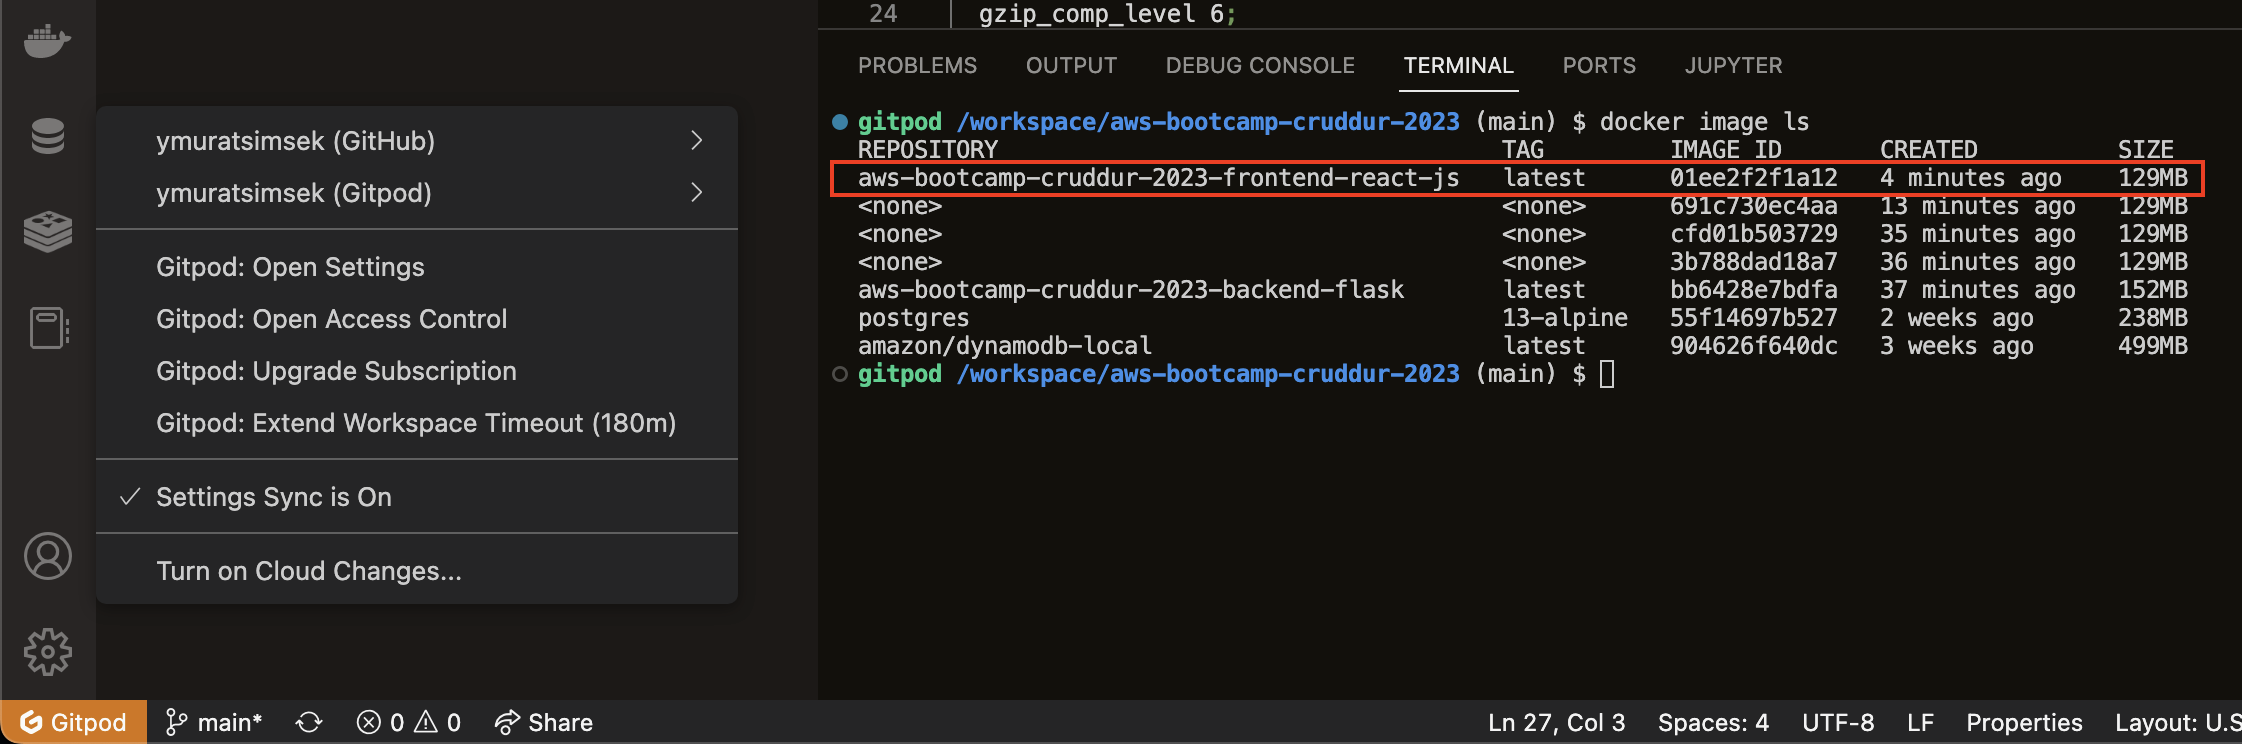 24 gzip_comp_level 6;
PROBLEMS OUTPUT DEBUG CONSOLE TERMINAL PORTS JUPYTER
gitpod /workspace/aws-bootcamp-cruddur-2023 (main) $ docker image ls
REPOSITORY TAG IMAGE ID CREATED SIZE
aws-bootcamp-cruddur-2023-frontend-react-js latest 01ee2f2f1a12 4 minutes ago 129MB
<none> <none> 691c730ec4aa 13 minutes ago 129MB
<none> <none> cfd01b503729 35 minutes ago 129MB
<none> <none> 3b788dad18a7 36 minutes ago 129MB
aws-bootcamp-cruddur-2023-backend-flask latest bb6428e7bdfa 37 minutes ago 152MB
postgres 13-alpine 55f14697b527 2 weeks ago 238MB
amazon/dynamodb-local latest 904626f640dc 3 weeks ago 499MB
gitpod /workspace/aws-bootcamp-cruddur-2023 (main) $
ymuratsimsek (GitHub)
ymuratsimsek (Gitpod)
Gitpod: Open Settings
Gitpod: Open Access Control
Gitpod: Upgrade Subscription
Gitpod: Extend Workspace Timeout (180m)
Settings Sync is On
Turn on Cloud Changes...
Gitpod main* 0 0 Share Ln 27, Col 3 Spaces: 4 UTF-8 LF Properties Layout: U.S